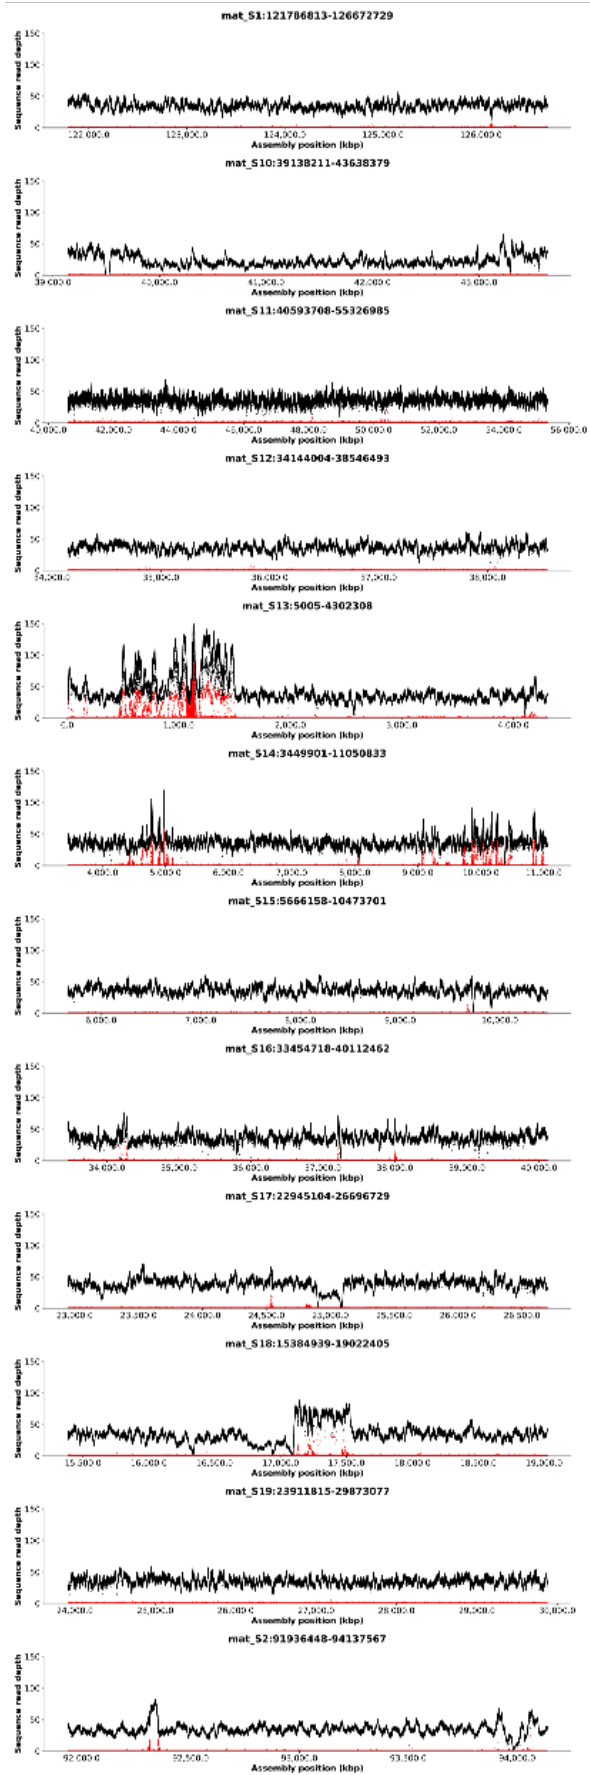 mat_S1:121786813-126672729
Sequence read depth
150
100
50
0
122,000.0 123,000.0 124,000.0 125,000.0 126,000.0
Assembly position (kbp)
mat_S10:39138211-43638379
Sequence read depth
150
100
50
0
39,000.0 40,000.0 41,000.0 42,000.0 43,000.0
Assembly position (kbp)
mat_S11:40593708-55326985
Sequence read depth
150
100
50
0
40,000.0 42,000.0 44,000.0 46,000.0 48,000.0 50,000.0 52,000.0 54,000.0 56,000.0
Assembly position (kbp)
mat_S12:34144004-38546493
Sequence read depth
150
100
50
0
34,000.0 35,000.0 36,000.0 37,000.0 38,000.0
Assembly position (kbp)
mat_S13:5005-4302308
Sequence read depth
150
100
50
0
0.0 1,000.0 2,000.0 3,000.0 4,000.0
Assembly position (kbp)
mat_S14:3449901-11050833
Sequence read depth
150
100
50
0
4,000.0 5,000.0 6,000.0 7,000.0 8,000.0 9,000.0 10,000.0 11,000.0
Assembly position (kbp)
mat_S15:5666158-10473701
Sequence read depth
150
100
50
0
6,000.0 7,000.0 8,000.0 9,000.0 10,000.0
Assembly position (kbp)
mat_S16:33454718-40112462
Sequence read depth
150
100
50
0
34,000.0 35,000.0 36,000.0 37,000.0 38,000.0 39,000.0 40,000.0
Assembly position (kbp)
mat_S17:22945104-26696729
Sequence read depth
150
100
50
0
23,000.0 23,500.0 24,000.0 24,500.0 25,000.0 25,500.0 26,000.0 26,500.0
Assembly position (kbp)
mat_S18:15384939-19022405
Sequence read depth
150
100
50
0
15,500.0 16,000.0 16,500.0 17,000.0 17,500.0 18,000.0 18,500.0 19,000.0
Assembly position (kbp)
mat_S19:23911815-29873077
Sequence read depth
150
100
50
0
24,000.0 25,000.0 26,000.0 27,000.0 28,000.0 29,000.0 30,000.0
Assembly position (kbp)
mat_S2:91936448-94137567
Sequence read depth
150
100
50
0
92,000.0 92,500.0 93,000.0 93,500.0 94,000.0
Assembly position (kbp)